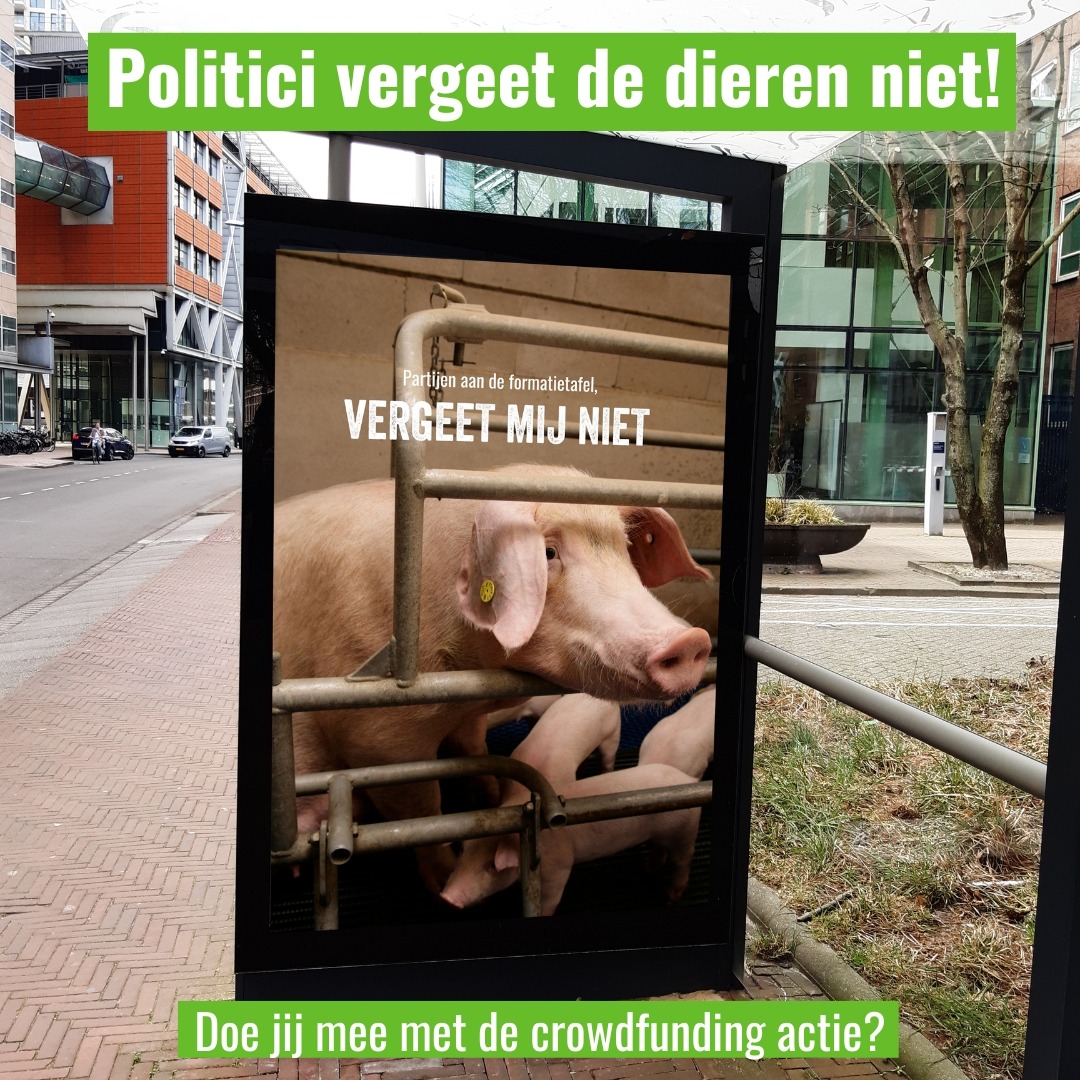 Politici vergeet de dieren niet!
Partijen aan de formatietafel,
VERGEET MIJ NIET
Doe jij mee met de crowdfunding actie?